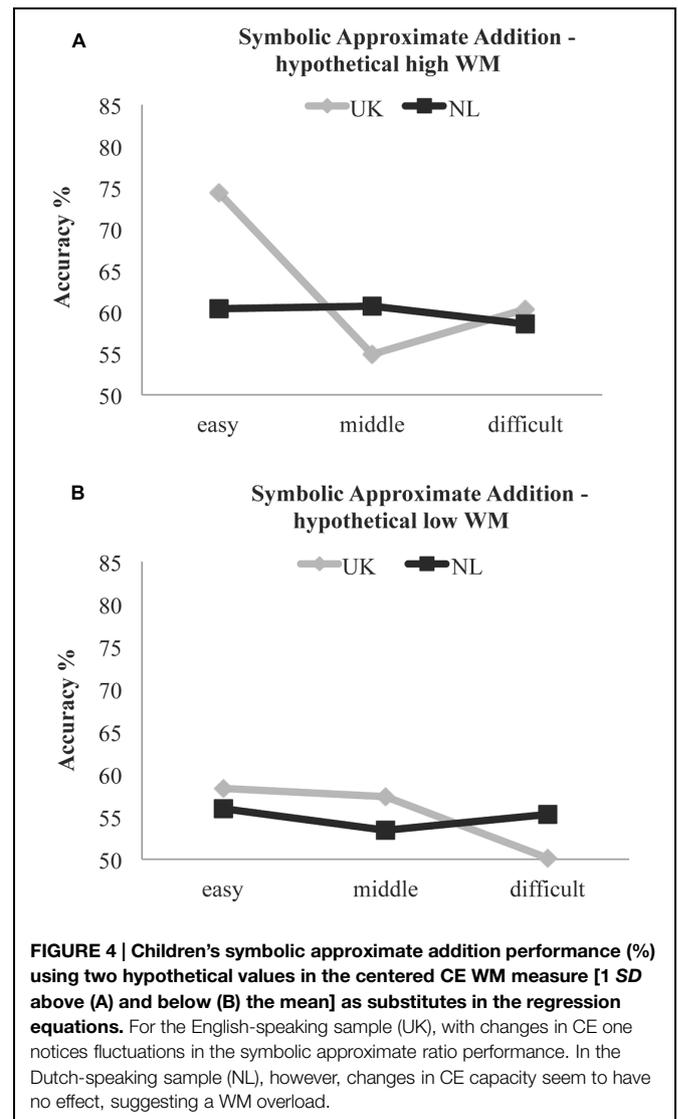 A
Symbolic Approximate Addition -
hypothetical high WM
UK NL
85
80
75
70
65
60
55
50
Accuracy %
easy middle difficult
B
Symbolic Approximate Addition -
hypothetical low WM
UK NL
85
80
75
70
65
60
55
50
Accuracy %
easy middle difficult
FIGURE 4 | Children's symbolic approximate addition performance (%)
using two hypothetical values in the centered CE WM measure [1 SD
above (A) and below (B) the mean] as substitutes in the regression
equations. For the English-speaking sample (UK), with changes in CE one
notices fluctuations in the symbolic approximate ratio performance. In the
Dutch-speaking sample (NL), however, changes in CE capacity seem to have
no effect, suggesting a WM overload.